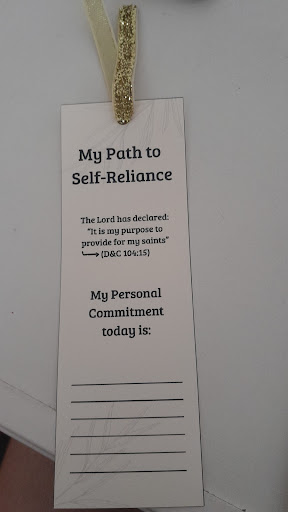 My Path to
Self-Reliance
The Lord has declared:
"It is my purpose to
provide for my saints"
(D&C 104:15)
My Personal
Commitment
today is: